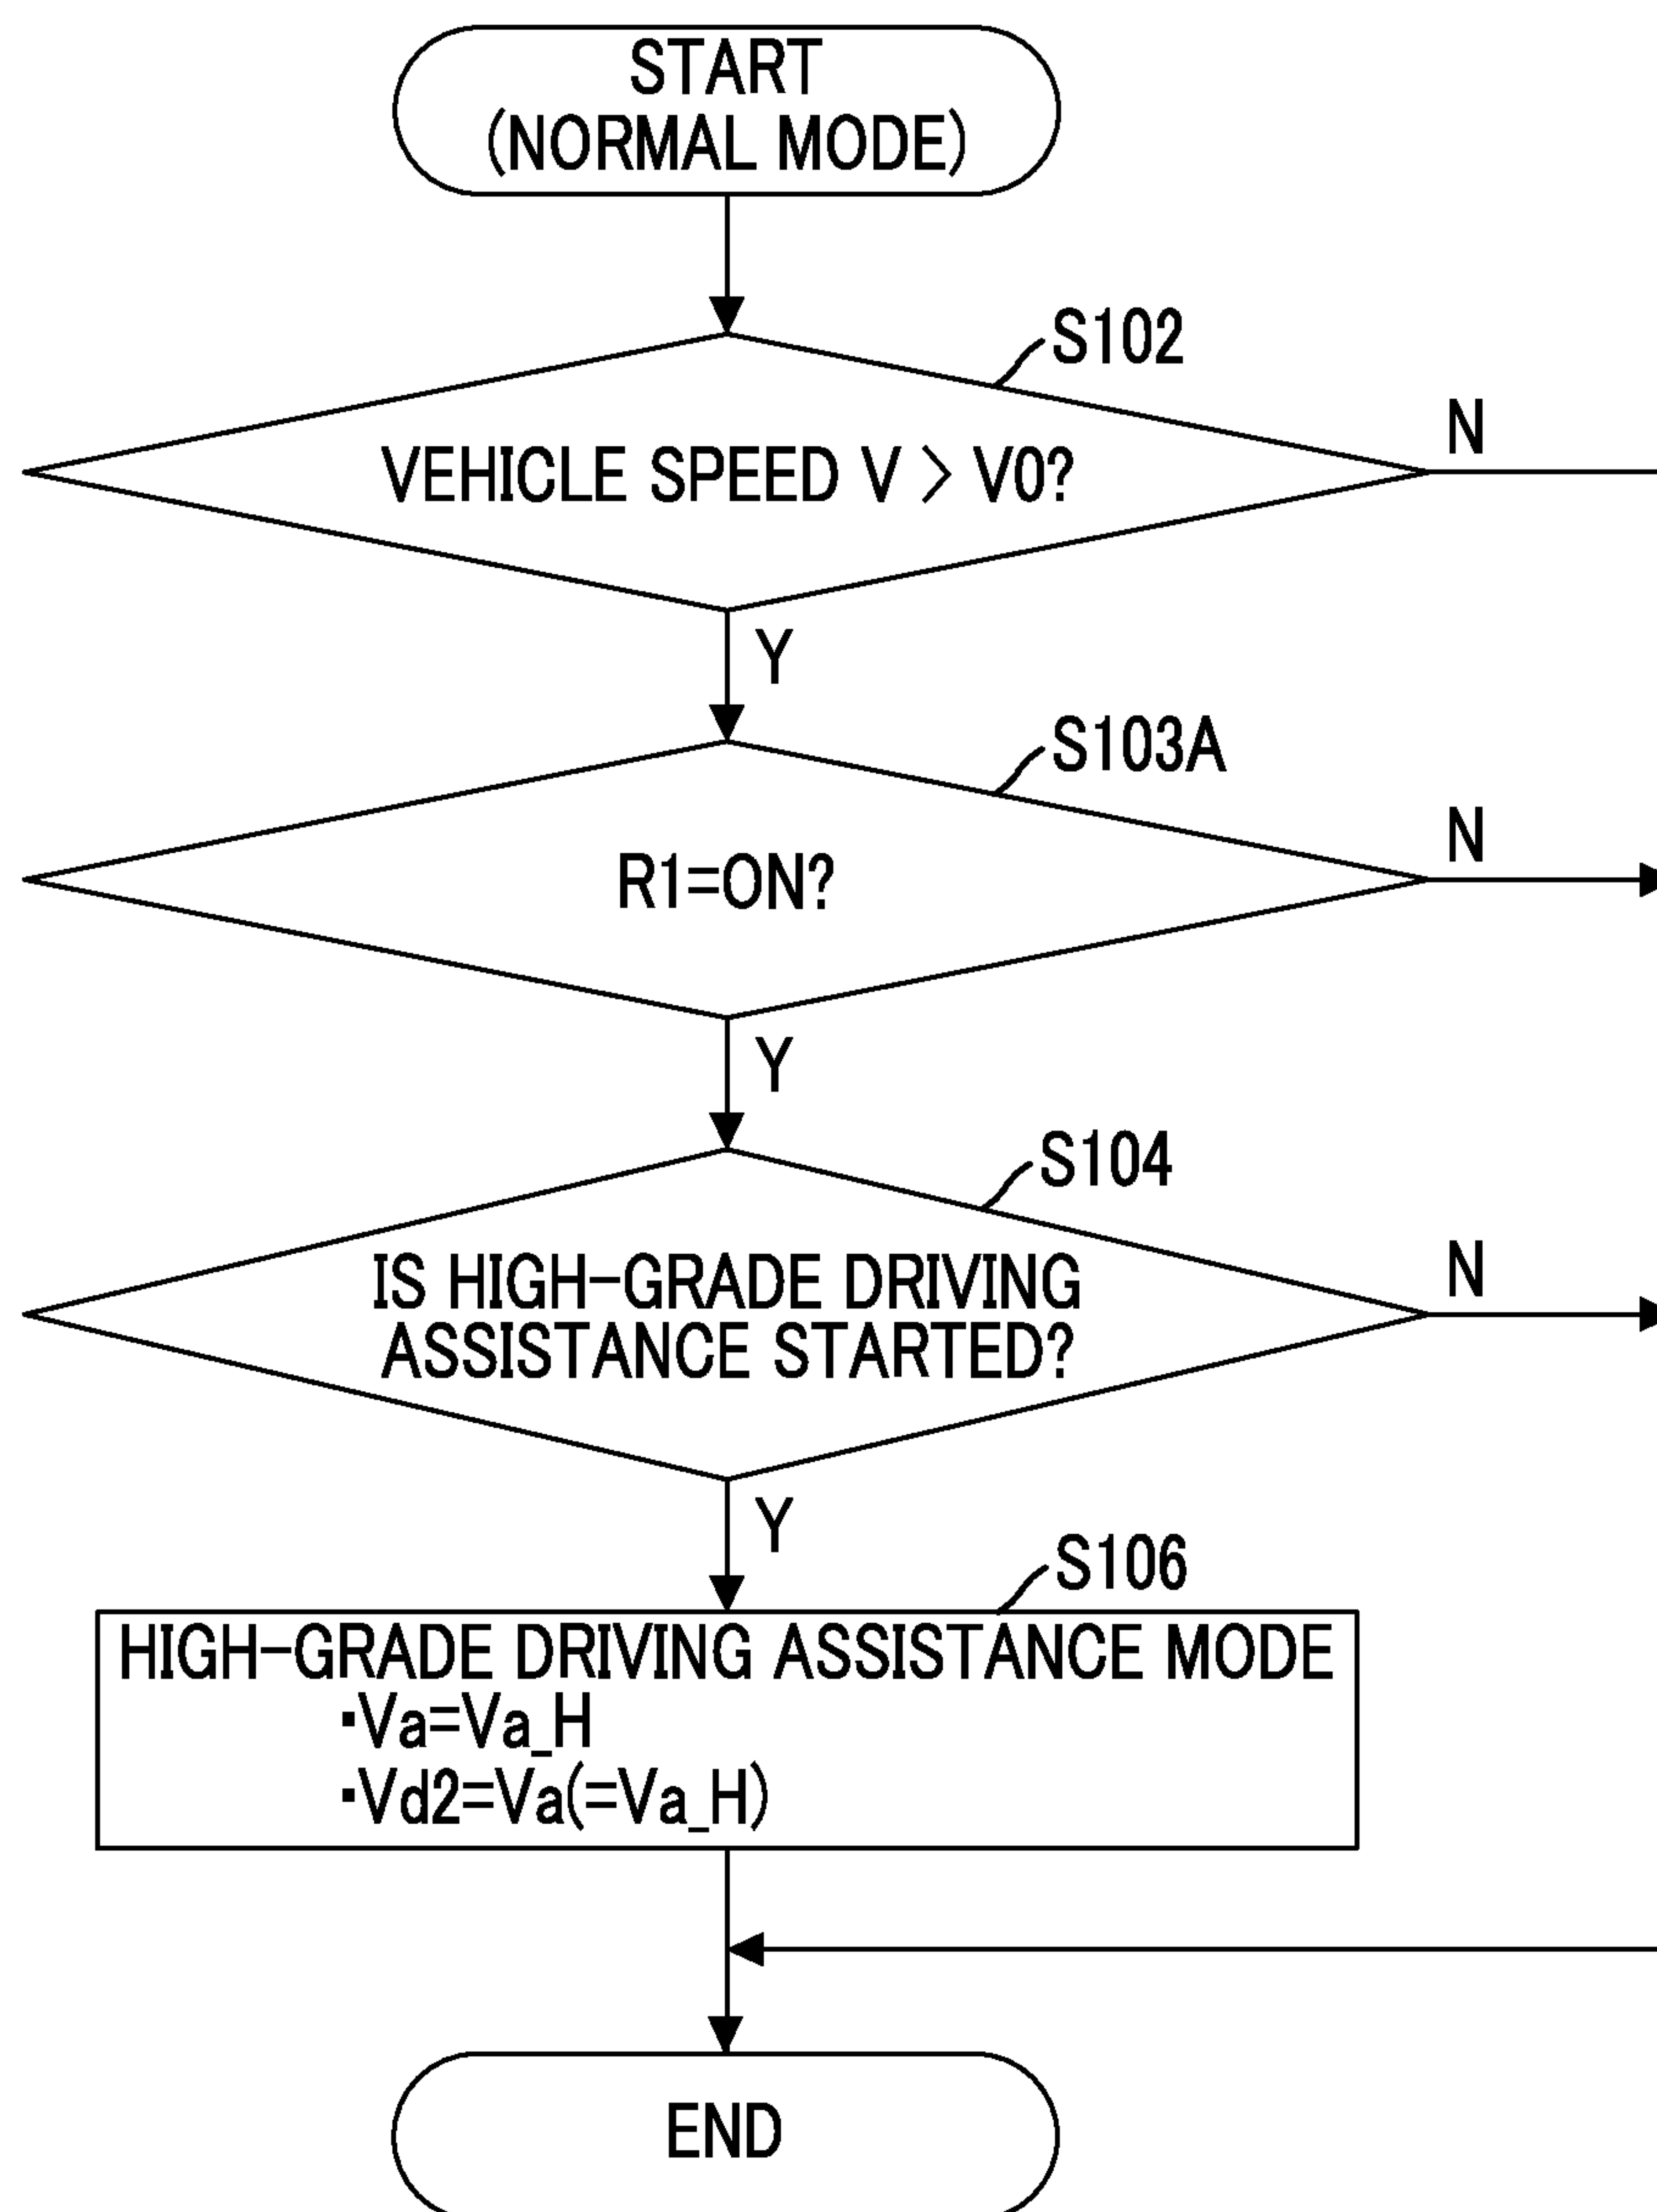 START
(NORMAL MODE)
S102
VEHICLE SPEED V > V0?
N
Y
S103A
R1=ON?
N
Y
S104
IS HIGH-GRADE DRIVING
ASSISTANCE STARTED?
N
Y
S106
HIGH-GRADE DRIVING ASSISTANCE MODE
・Va=Va_H
・Vd2=Va(=Va_H)
END